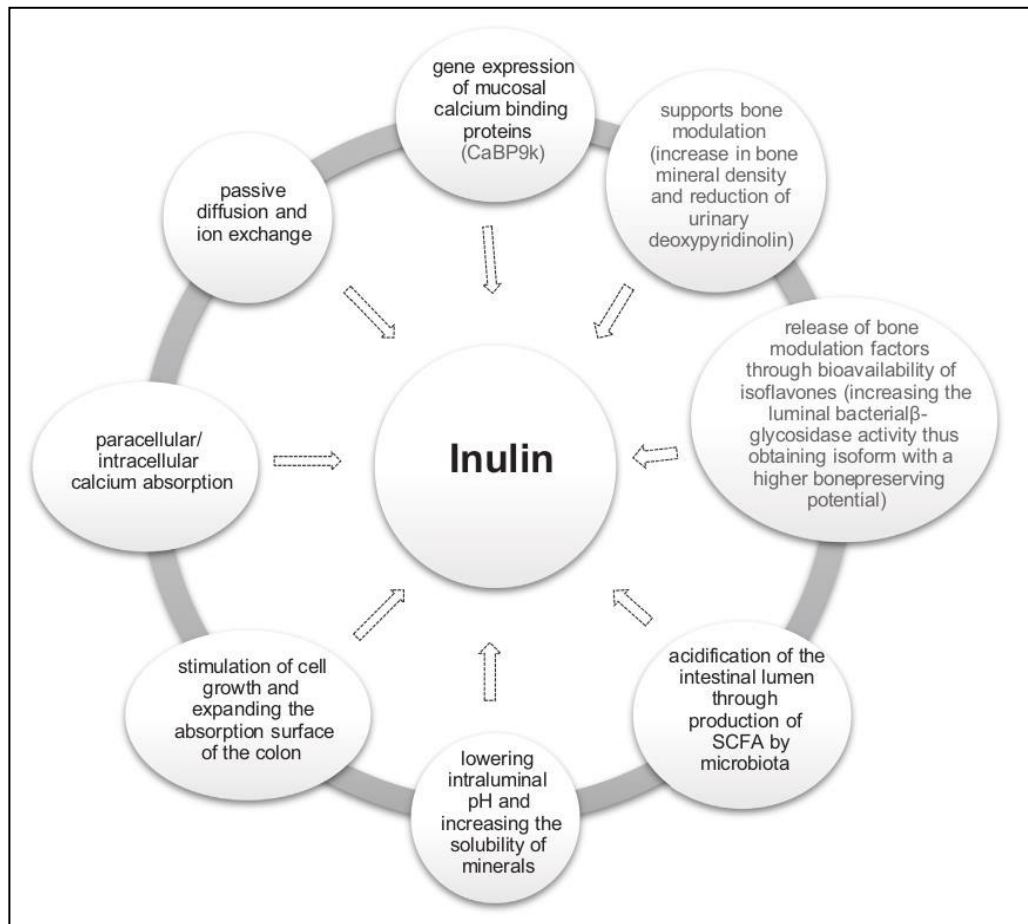 gene expression
of mucosal
calcium binding
proteins
(CaBP9k)
supports bone
modulation
(increase in bone
mineral density
and reduction of
urinary
deoxypyridinolin)
release of bone
modulation factors
through bioavailability of
isoflavones (increasing the
luminal bacterialβ-
glycosidase activity thus
obtaining isoform with a
higher bonepreserving
potential)
acidification of the
intestinal lumen
through
production of
SCFA by
microbiota
lowering
intraluminal
pH and
increasing the
solubility of
minerals
stimulation of cell
growth and
expanding the
absorption surface
of the colon
paracellular/
intracellular
calcium absorption
passive
diffusion and
ion exchange
Inulin